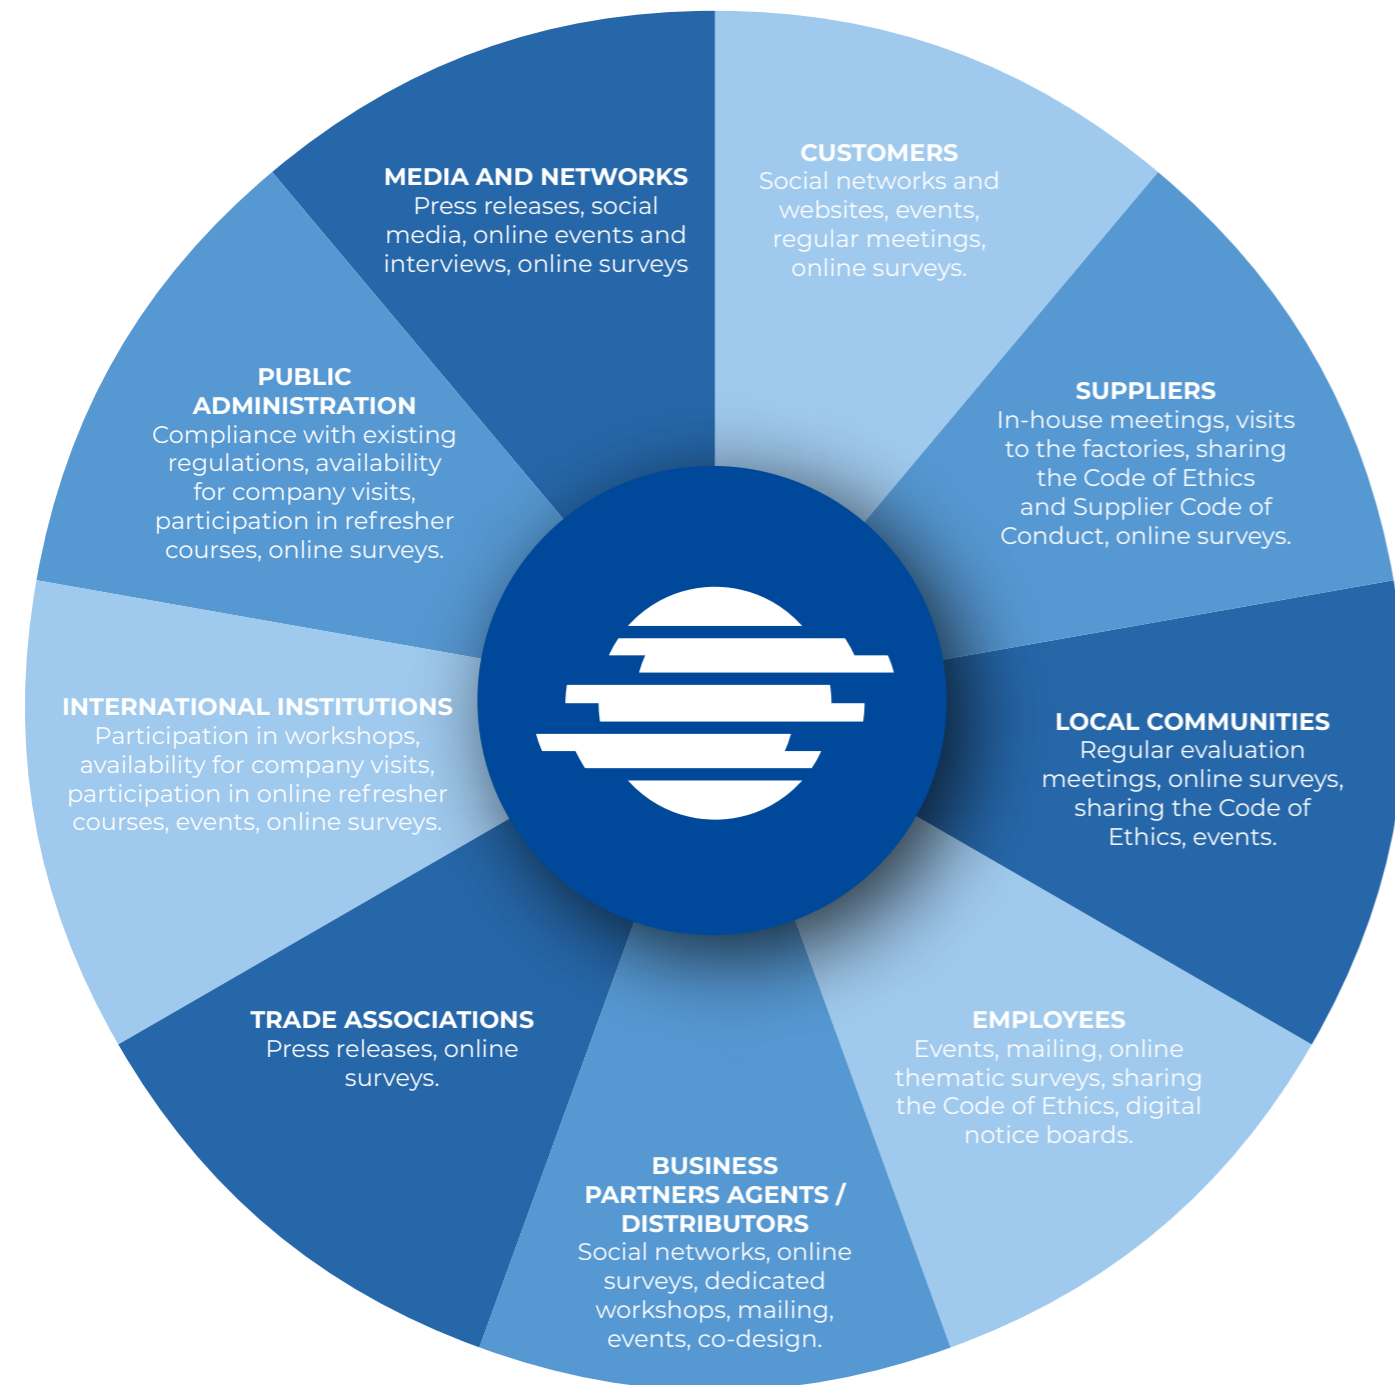 CUSTOMERS
Social networks and
websites, events,
regular meetings,
online surveys.
SUPPLIERS
In-house meetings, visits
to the factories, sharing
the Code of Ethics
and Supplier Code of
Conduct, online surveys.
LOCAL COMMUNITIES
Regular evaluation
meetings, online surveys,
sharing the Code of
Ethics, events.
EMPLOYEES
Events, mailing, online
thematic surveys, sharing
the Code of Ethics, digital
notice boards.
BUSINESS
PARTNERS AGENTS /
DISTRIBUTORS
Social networks, online
surveys, dedicated
workshops, mailing,
events, co-design.
TRADE ASSOCIATIONS
Press releases, online
surveys.
INTERNATIONAL INSTITUTIONS
Participation in workshops,
availability for company visits,
participation in online refresher
courses, events, online surveys.
PUBLIC
ADMINISTRATION
Compliance with existing
regulations, availability
for company visits,
participation in refresher
courses, online surveys.
MEDIA AND NETWORKS
Press releases, social
media, online events and
interviews, online surveys